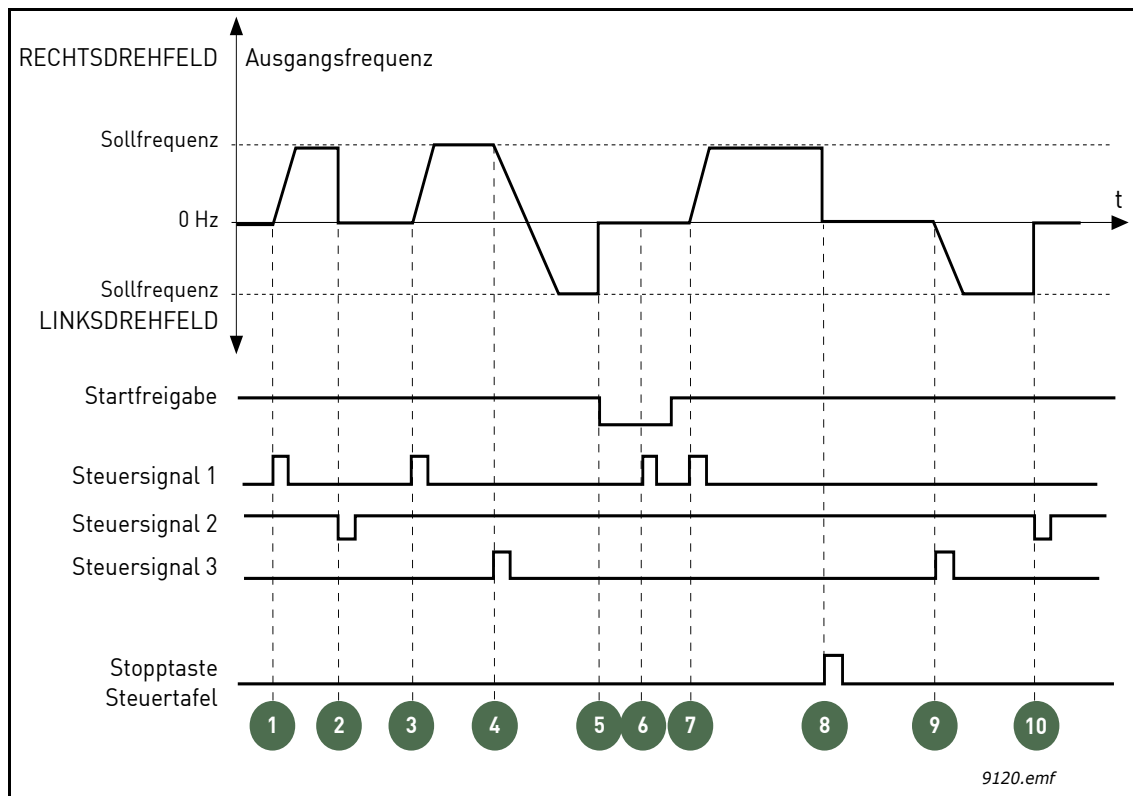 RECHTSDREHFELD
Ausgangsfrequenz
Sollfrequenz
0 Hz
t
Sollfrequenz
LINKSDREHFELD
Startfreigabe
Steuersignal 1
Steuersignal 2
Steuersignal 3
Stopptaste
Steuertafel
1 2 3 4 5 6 7 8 9 10
9120.emf